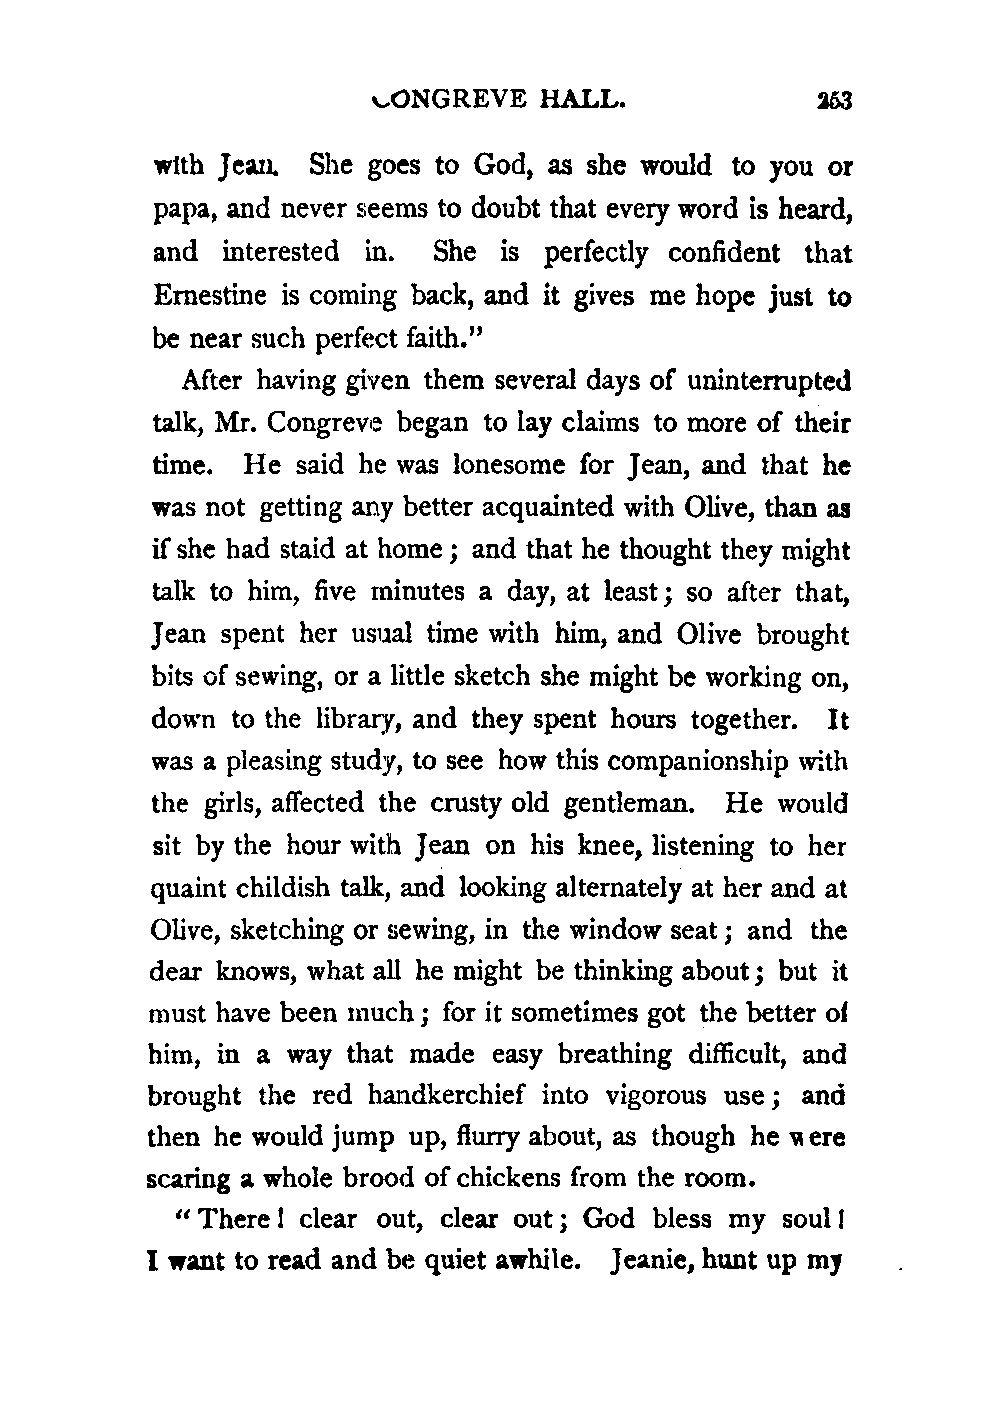 CONGREVE HALL. 253
with Jean. She goes to God, as she would to you or
papa, and never seems to doubt that every word is heard,
and interested in. She is perfectly confident that
Ernestine is coming back, and it gives me hope just to
be near such perfect faith."
After having given them several days of uninterrupted
talk, Mr. Congreve began to lay claims to more of their
time. He said he was lonesome for Jean, and that he
was not getting any better acquainted with Olive, than as
if she had staid at home; and that he thought they might
talk to him, five minutes a day, at least; so after that,
Jean spent her usual time with him, and Olive brought
bits of sewing, or a little sketch she might be working on,
down to the library, and they spent hours together. It
was a pleasing study, to see how this companionship with
the girls, affected the crusty old gentleman. He would
sit by the hour with Jean on his knee, listening to her
quaint childish talk, and looking alternately at her and at
Olive, sketching or sewing, in the window seat; and the
dear knows, what all he might be thinking about; but it
must have been much; for it sometimes got the better of
him, in a way that made easy breathing difficult, and
brought the red handkerchief into vigorous use; and
then he would jump up, flurry about, as though he were
scaring a whole brood of chickens from the room.
"There! clear out, clear out; God bless my soul!
I want to read and be quiet awhile. Jeanie, hunt up my